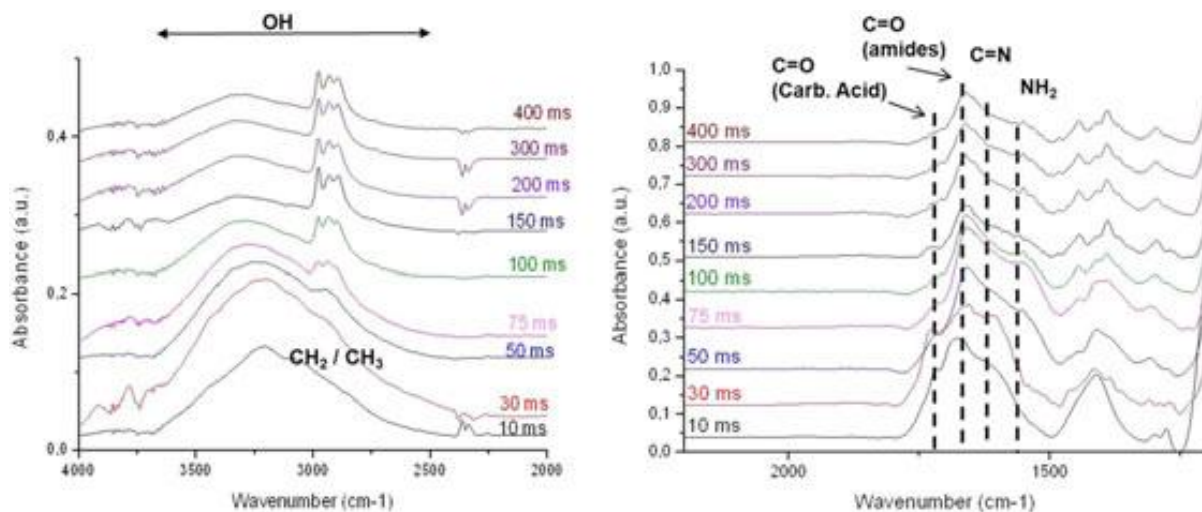 OH
0.4
0.2
0.0
Absorbance (a.u.)
400 ms
300 ms
200 ms
150 ms
100 ms
75 ms
50 ms
30 ms
10 ms
CH₂ / CH₃
4000 3500 3000 2500 2000
Wavenumber (cm-1)
C=O
(amides)
C=N
C=O
(Carb. Acid)
NH₂
1.0
0.9
0.8
0.7
0.6
0.5
0.4
0.3
0.2
0.1
0.0
Absorbance (a.u.)
400 ms
300 ms
200 ms
150 ms
100 ms
75 ms
50 ms
30 ms
10 ms
2000 1500
Wavenumber (cm-1)